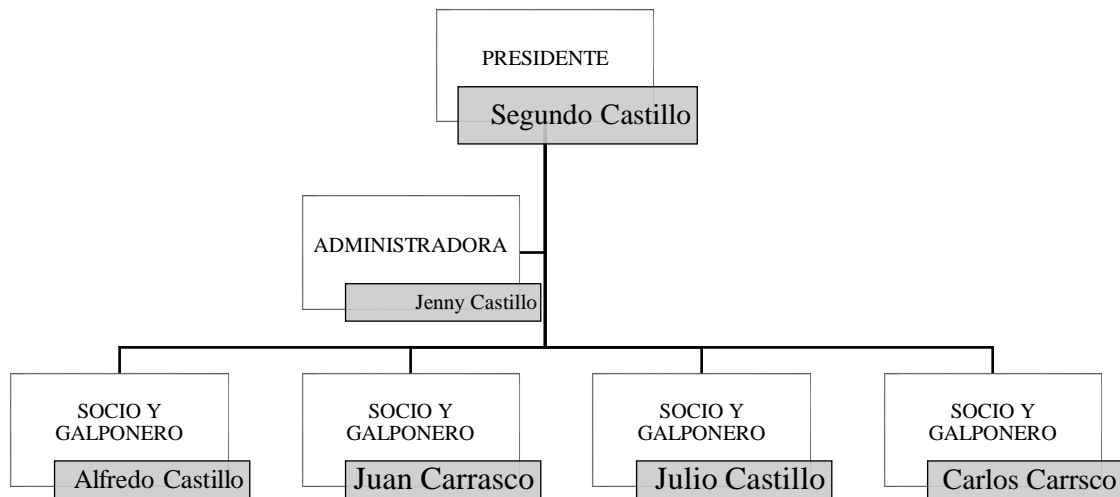 PRESIDENTE
Segundo Castillo
ADMINISTRADORA
Jenny Castillo
SOCIO Y
GALPONERO
Alfredo Castillo
SOCIO Y
GALPONERO
Juan Carrasco
SOCIO Y
GALPONERO
Julio Castillo
SOCIO Y
GALPONERO
Carlos Carrsco